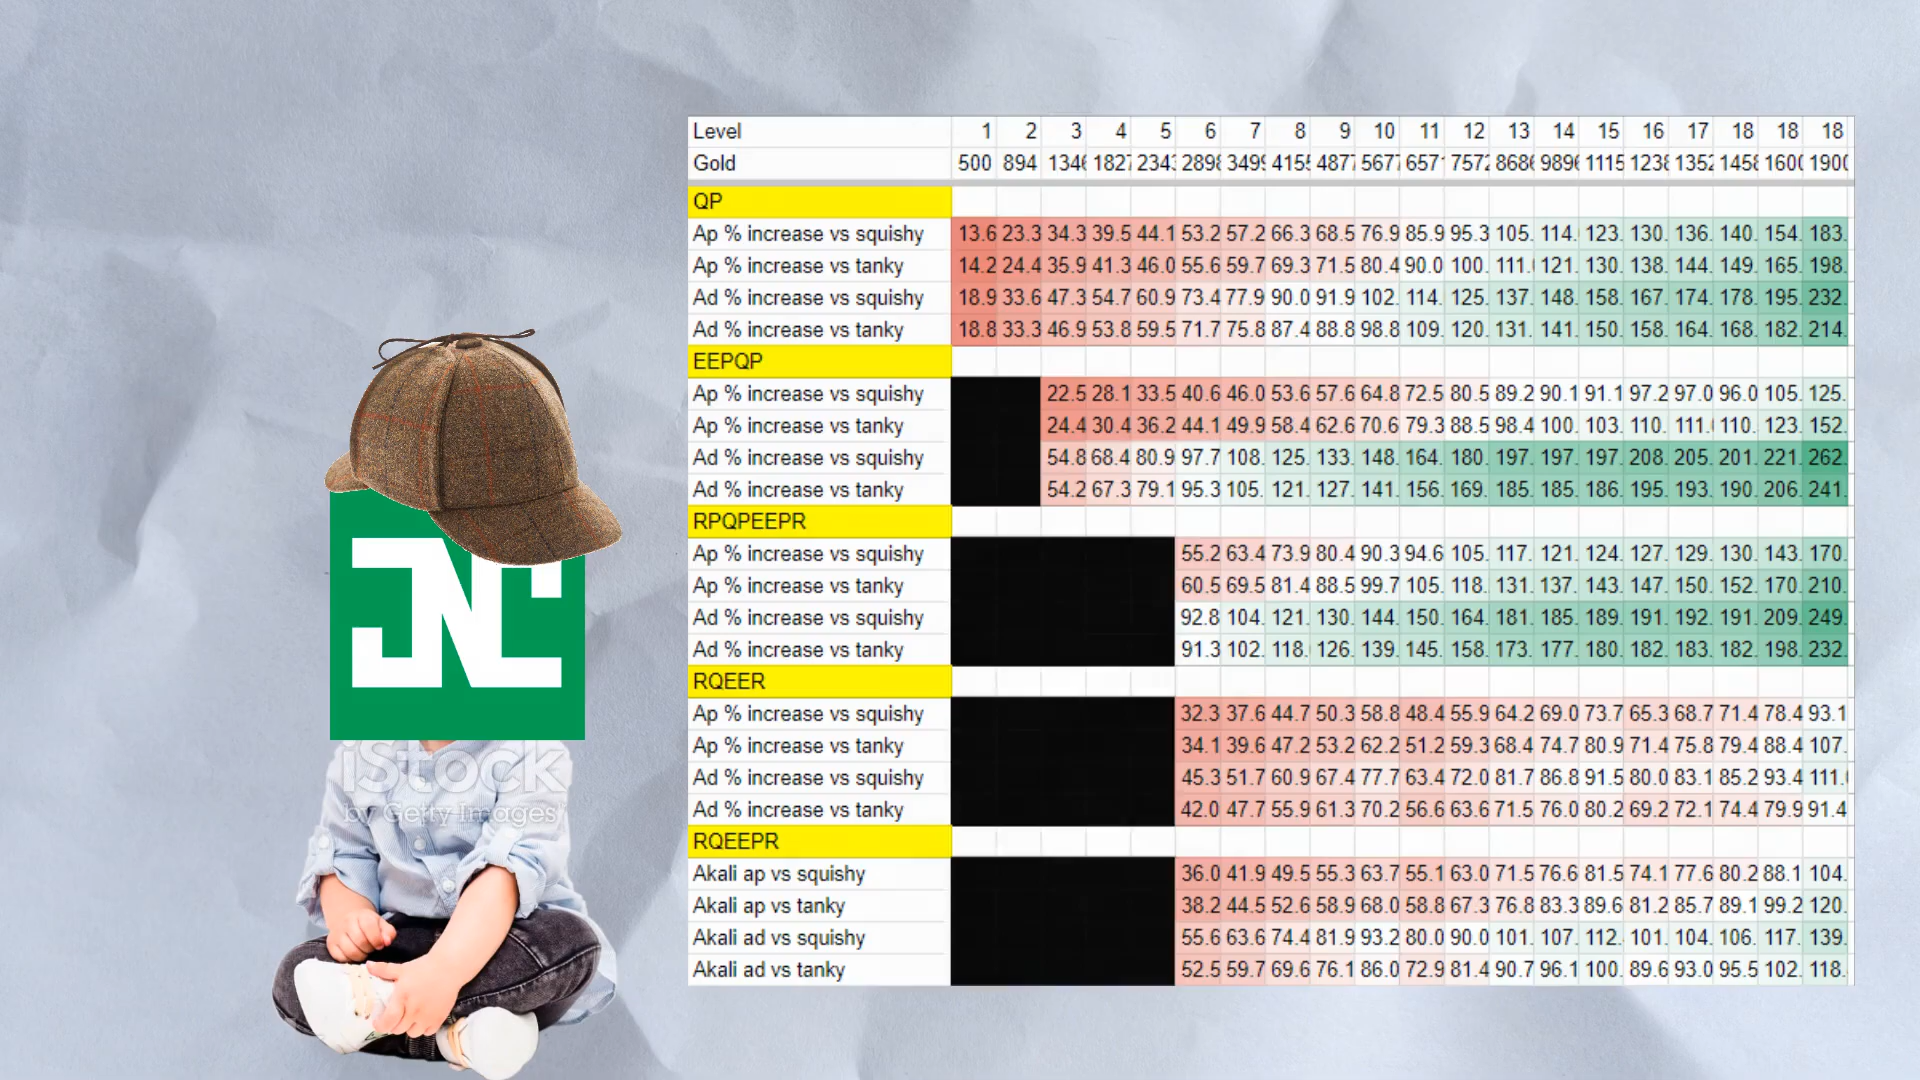 Level 1 2 3 4 5 6 7 8 9 10 11 12 13 14 15 16 17 18 18 18
Gold 500 894 1346 1827 2343 2898 3499 4155 4877 5677 657 7572 8686 9896 1115 1238 1352 1458 1600 1900
QP
Ap % increase vs squishy 13.6 23.3 34.3 39.5 44.1 53.2 57.2 66.3 68.5 76.9 85.9 95.3 105. 114. 123. 130. 136. 140. 154. 183.
Ap % increase vs tanky 14.2 24.4 35.9 41.3 46.0 55.6 59.7 69.3 71.5 80.4 90.0 100. 111. 121. 130. 138. 144. 149. 165. 198.
Ad % increase vs squishy 18.9 33.6 47.3 54.7 60.9 73.4 77.9 90.0 91.9 102. 114. 125. 137. 148. 158. 167. 174. 178. 195. 232.
Ad % increase vs tanky 18.8 33.3 46.9 53.8 59.5 71.7 75.8 87.4 88.8 98.8 109. 120. 131. 141. 150. 158. 164. 168. 182. 214.
EEPQP
Ap % increase vs squishy 22.5 28.1 33.5 40.6 46.0 53.6 57.6 64.8 72.5 80.5 89.2 90.1 91.1 97.2 97.0 96.0 105. 125.
Ap % increase vs tanky 24.4 30.4 36.2 44.1 49.9 58.4 62.6 70.6 79.3 88.5 98.4 100. 103. 110. 111. 110. 123. 152.
Ad % increase vs squishy 54.8 68.4 80.9 97.7 108. 125. 133. 148. 164. 180. 197. 197. 197. 208. 205. 201. 221. 262.
Ad % increase vs tanky 54.2 67.3 79.1 95.3 105. 121. 127. 141. 156. 169. 185. 185. 186. 195. 193. 190. 206. 241.
RPQPEEPR
Ap % increase vs squishy 55.2 63.4 73.9 80.4 90.3 94.6 105. 117. 121. 124. 127. 129. 130. 143. 170.
Ap % increase vs tanky 60.5 69.5 81.4 88.5 99.7 105. 118. 131. 137. 143. 147. 150. 152. 170. 210.
Ad % increase vs squishy 92.8 104. 121. 130. 144. 150. 164. 181. 185. 189. 191. 192. 191. 209. 249.
Ad % increase vs tanky 91.3 102. 118. 126. 139. 145. 158. 173. 177. 180. 182. 183. 182. 198. 232.
RQEER
Ap % increase vs squishy 32.3 37.6 44.7 50.3 58.8 48.4 55.9 64.2 69.0 73.7 65.3 68.7 71.4 78.4 93.1
Ap % increase vs tanky 34.1 39.6 47.2 53.2 62.2 51.2 59.3 68.4 74.7 80.9 71.4 75.8 79.4 88.4 107.
Ad % increase vs squishy 45.3 51.7 60.9 67.4 77.7 63.4 72.0 81.7 86.8 91.5 80.0 83.1 85.2 93.4 111.
Ad % increase vs tanky 42.0 47.7 55.9 61.3 70.2 56.6 63.6 71.5 76.0 80.2 69.2 72.1 74.4 79.9 91.4
RQEEPR
Akali ap vs squishy 36.0 41.9 49.5 55.3 63.7 55.1 63.0 71.5 76.6 81.5 74.1 77.6 80.2 88.1 104.
Akali ap vs tanky 38.2 44.5 52.6 58.9 68.0 58.8 67.3 76.8 83.3 89.6 81.2 85.7 89.1 99.2 120.
Akali ad vs squishy 55.6 63.6 74.4 81.9 93.2 80.0 90.0 101. 107. 112. 101. 104. 106. 117. 139.
Akali ad vs tanky 52.5 59.7 69.6 76.1 86.0 72.9 81.4 90.7 96.1 100. 89.6 93.0 95.5 102. 118.
iStock
by Getty Images